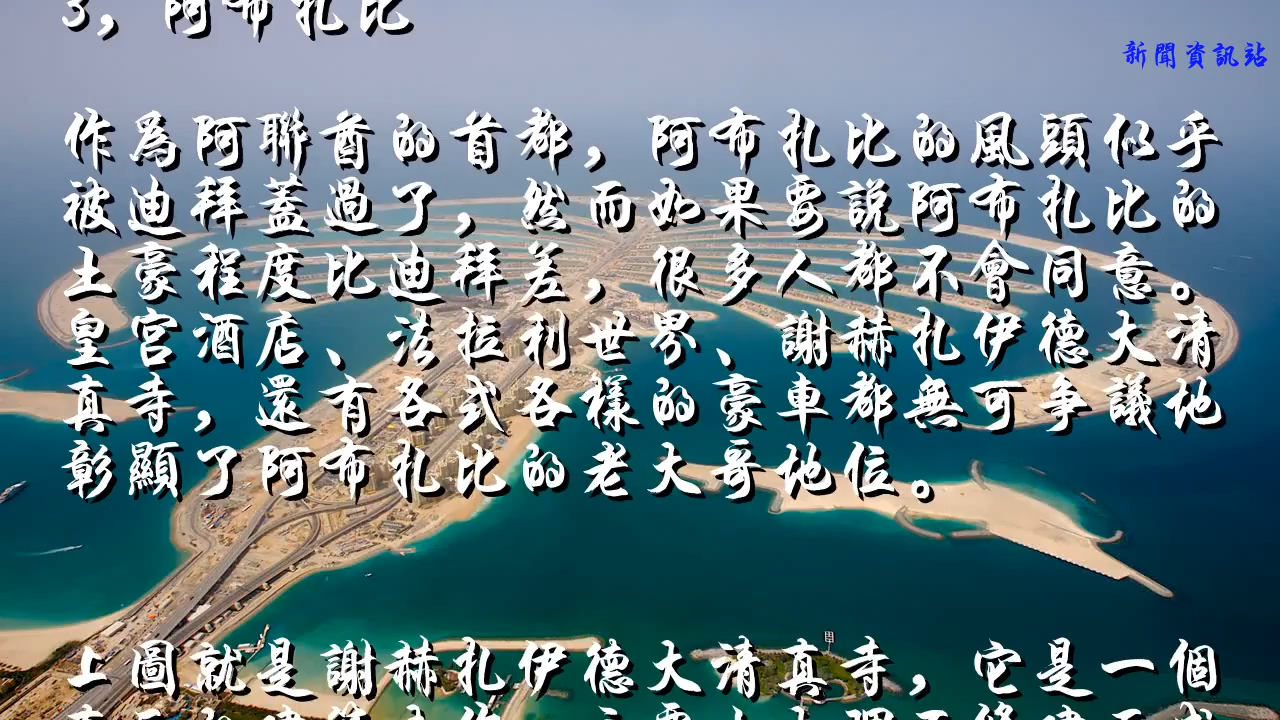 3，阿布扎比
新聞資訊站
作為阿聯酋的首都，阿布扎比的風頭似乎
被迪拜蓋過了，然而如果要說阿布扎比的
土豪程度比迪拜差，很多人都不會同意。
皇宮酒店、法拉利世界、謝赫扎伊德大清
真寺，還有各式各樣的豪車都無可爭議地
彰顯了阿布扎比的老大哥地位。
上圖就是謝赫扎伊德大清真寺，它是一個